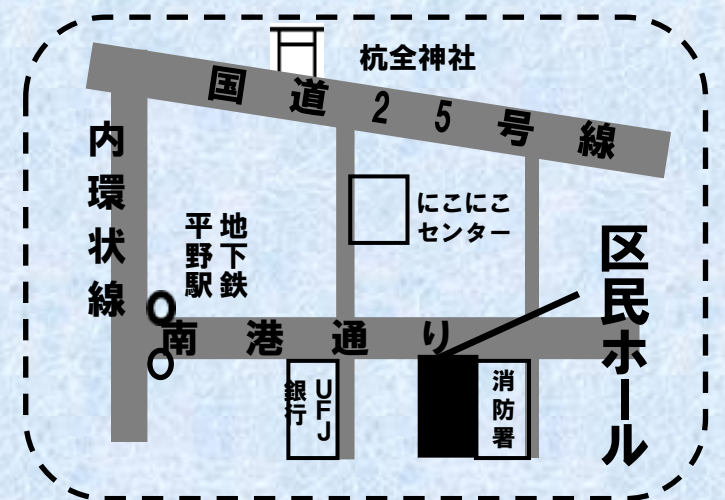 杭全神社
国道25号線
内環状線
地下鉄
平野駅
にこにこ
センター
区民ホール
南港通り
UFJ
銀行
消防署